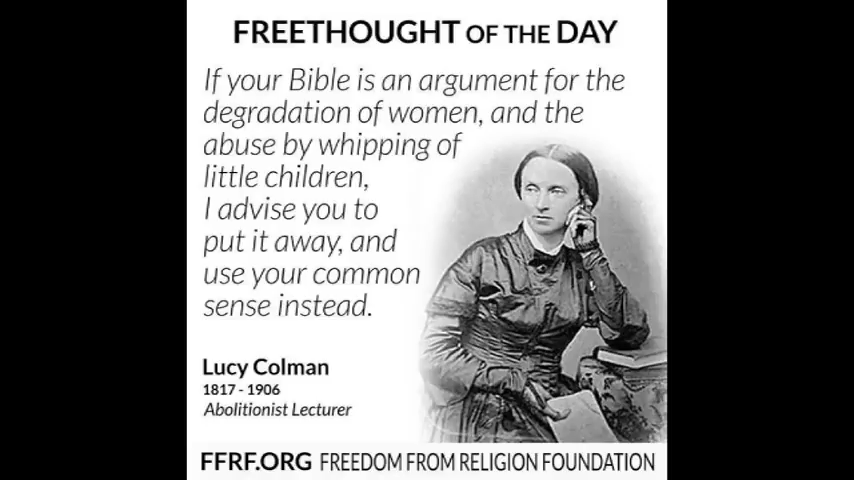 FREETHOUGHT OF THE DAY
If your Bible is an argument for the
degradation of women, and the
abuse by whipping of
little children,
I advise you to
put it away, and
use your common
sense instead.
Lucy Colman
1817 - 1906
Abolitionist Lecturer
FFRF.ORG FREEDOM FROM RELIGION FOUNDATION